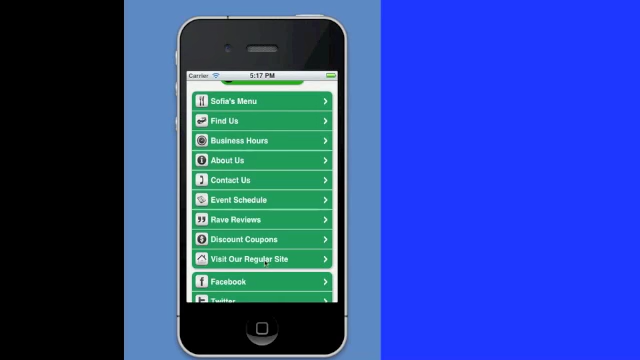 Carrier 5:17 PM
Sofia's Menu
Find Us
Business Hours
About Us
Contact Us
Event Schedule
Rave Reviews
Discount Coupons
Visit Our Regular Site
Facebook
Twitter